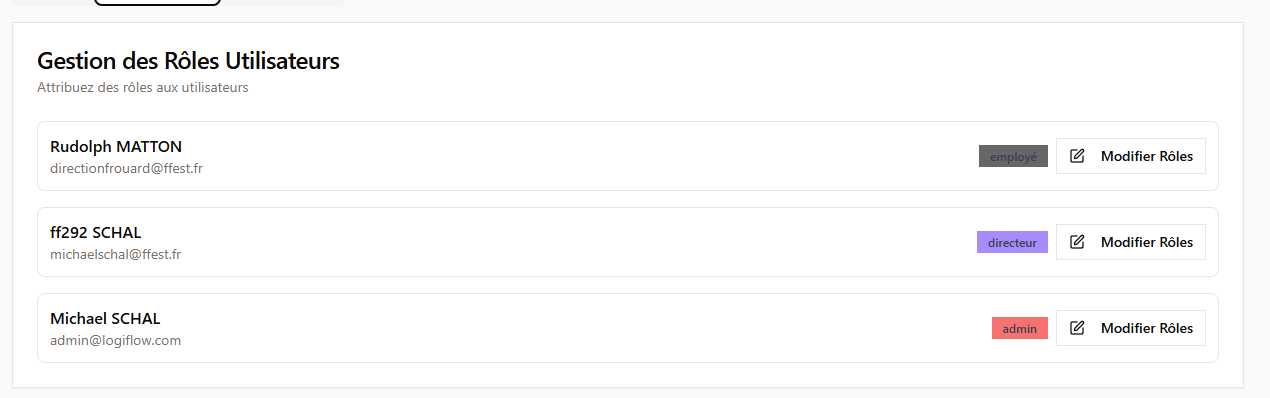 Gestion des Rôles Utilisateurs
Attribuez des rôles aux utilisateurs
Rudolph MATTON
directionfrouard@ffest.fr
employé
Modifier Rôles
ff292 SCHAL
michaelschal@ffest.fr
directeur
Modifier Rôles
Michael SCHAL
admin@logiflow.com
admin
Modifier Rôles